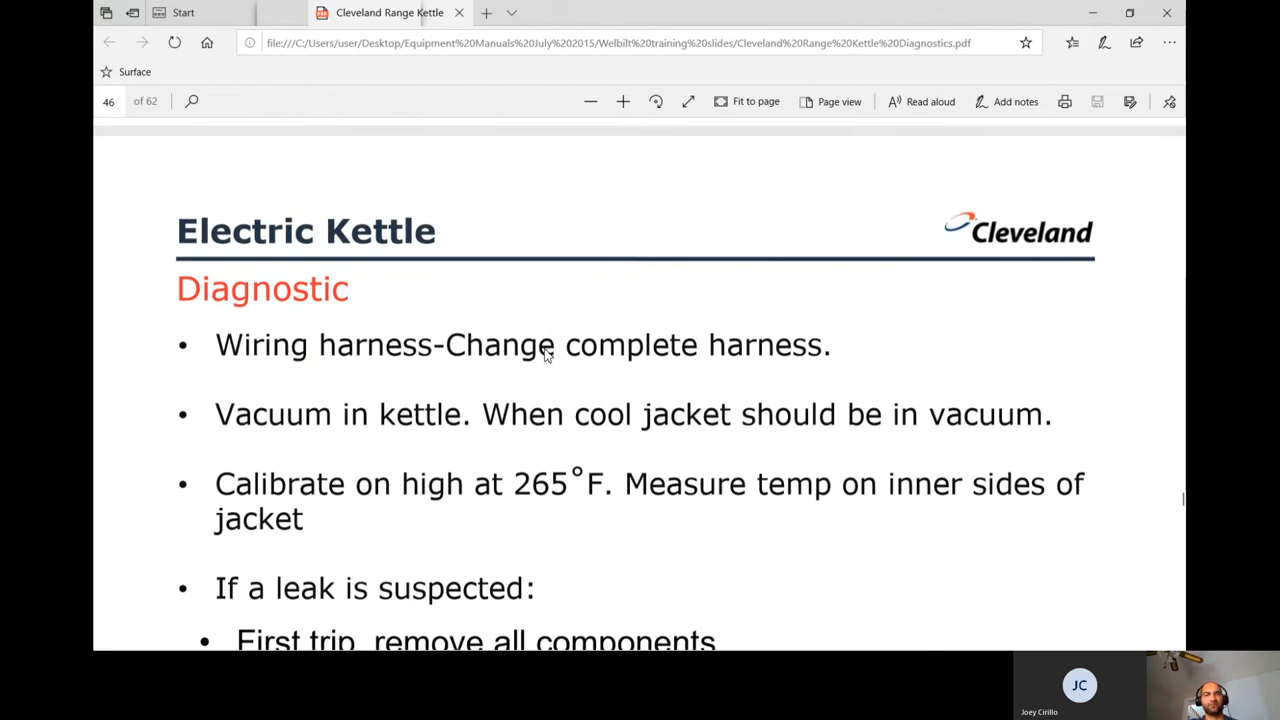 Start
Cleveland Range Kettle
file:///C:/Users/user/Desktop/Equipment%20Manuals%20July%202015/Welbilt%20training%20slides/Cleveland%20Range%20Kettle%20Diagnostics.pdf
Surface
46 of 62
Fit to page
Page view
Read aloud
Add notes
Electric Kettle
Cleveland
Diagnostic
• Wiring harness-Change complete harness.
• Vacuum in kettle. When cool jacket should be in vacuum.
• Calibrate on high at 265°F. Measure temp on inner sides of
jacket
• If a leak is suspected:
• First trip, remove all components
JC
Joey Cirillo